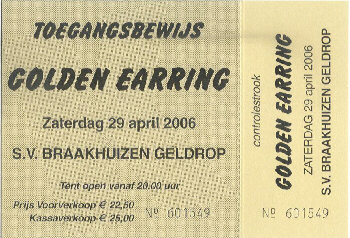 TOEGANGSBEWIJS
GOLDEN EARRING
Zaterdag 29 april 2006
S.V. BRAAKHUIZEN GELDROP
Tent open vanaf 20.00 uur
Prijs Voorverkoop € 22,50
Kassaverkoop € 25,00
Nº 601549
controlestrook
GOLDEN EARRING
ZATERDAG 29 april 2006
S.V. BRAAKHUIZEN GELDROP
Nº 601549